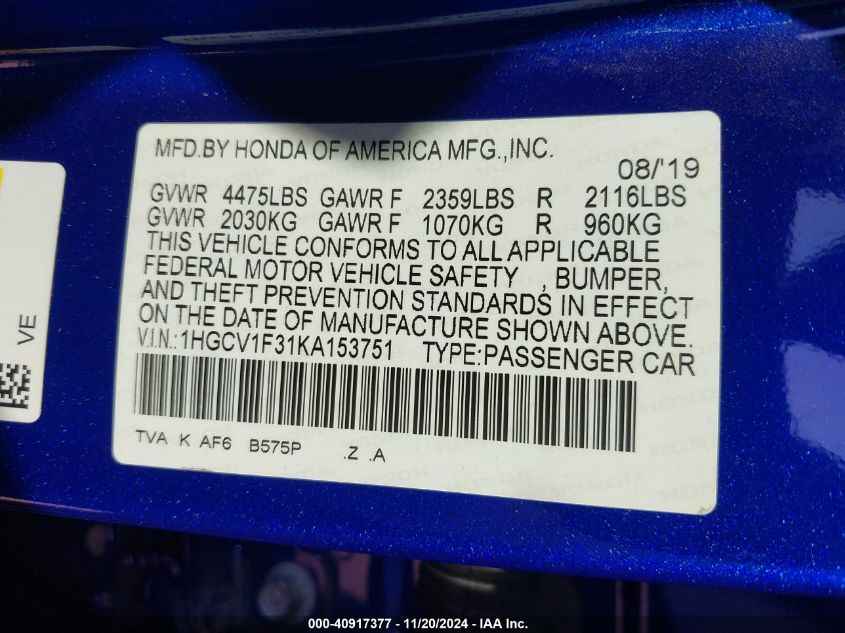 MFD.BY HONDA OF AMERICA MFG.,INC.
08/'19
GVWR 4475LBS GAWR F 2359LBS R 2116LBS
GVWR 2030KG GAWR F 1070KG R 960KG
THIS VEHICLE CONFORMS TO ALL APPLICABLE
FEDERAL MOTOR VEHICLE SAFETY , BUMPER,
AND THEFT PREVENTION STANDARDS IN EFFECT
ON THE DATE OF MANUFACTURE SHOWN ABOVE.
V.I.N.:1HGCV1F31KA153751 TYPE:PASSENGER CAR
TVA K AF6 B575P .Z .A
VE
000-40917377 - 11/20/2024 - IAA Inc.